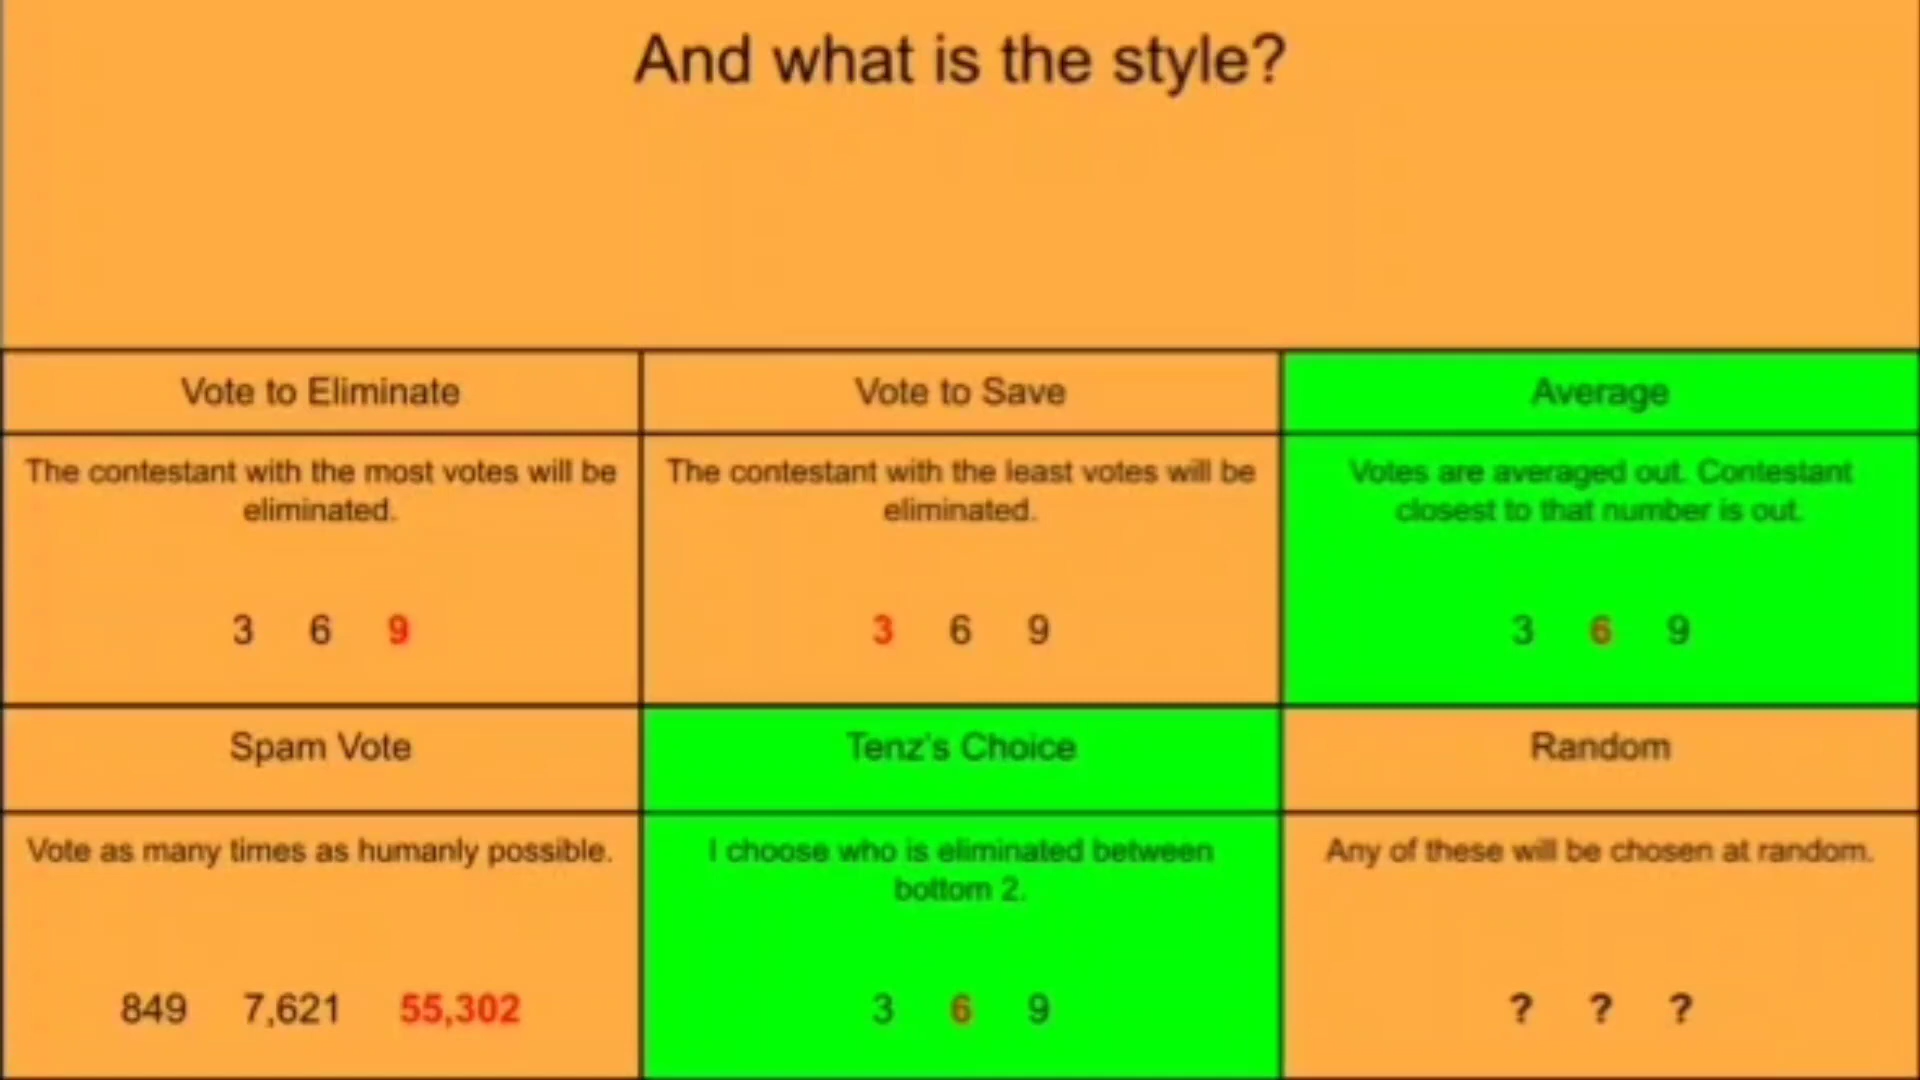 And what is the style?
Vote to Eliminate
Vote to Save
Average
The contestant with the most votes will be
eliminated.
The contestant with the least votes will be
eliminated.
Votes are averaged out. Contestant
closest to that number is out.
3 6 9
3 6 9
3 6 9
Spam Vote
Tenz's Choice
Random
Vote as many times as humanly possible.
I choose who is eliminated between
bottom 2.
Any of these will be chosen at random.
849 7,621 55,302
3 6 9
? ? ?